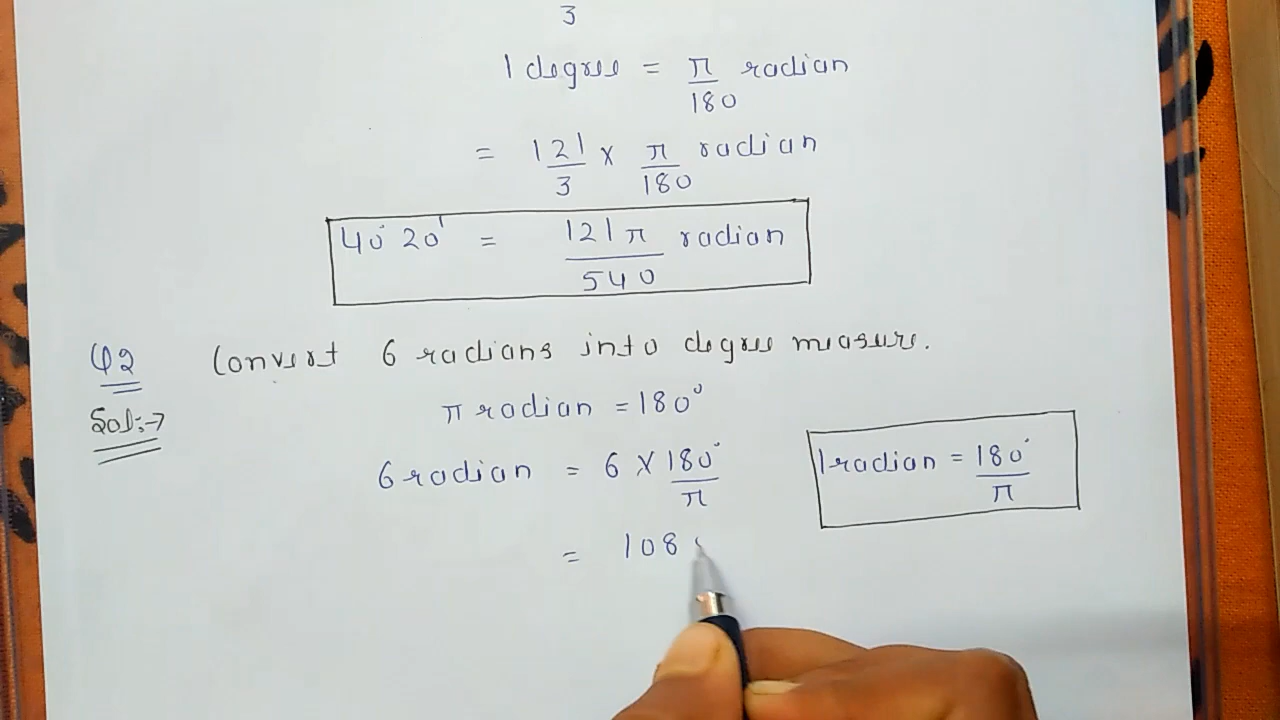 3
1 degree = π/180 radian
= 121/3 × π/180 radian
40° 20' = 121π/540 radian
Q2 Convert 6 radians into degree measure.
Sol:→ π radian = 180°
6 radian = 6 × 180°/π
1 radian = 180°/π
= 108